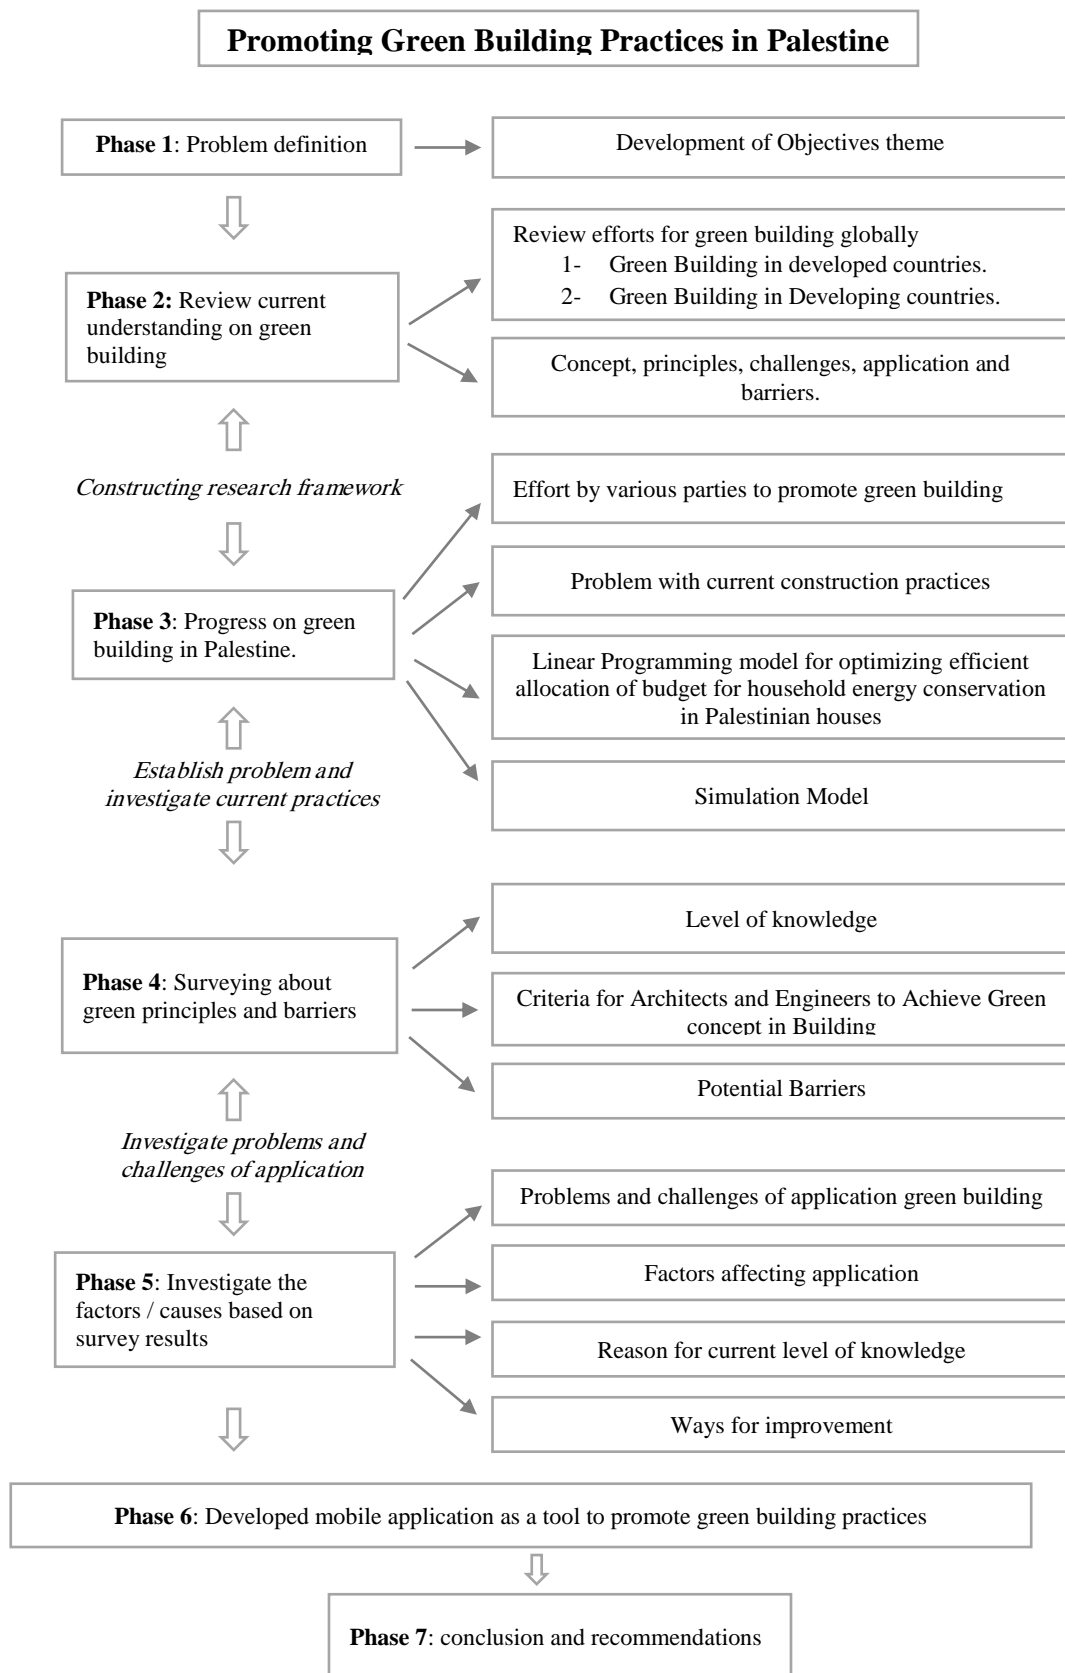 Promoting Green Building Practices in Palestine
Phase 1: Problem definition
Development of Objectives theme
Phase 2: Review current
understanding on green
building
Review efforts for green building globally
1- Green Building in developed countries.
2- Green Building in Developing countries.
Concept, principles, challenges, application and
barriers.
Constructing research framework
Phase 3: Progress on green
building in Palestine.
Effort by various parties to promote green building
Problem with current construction practices
Linear Programming model for optimizing efficient
allocation of budget for household energy conservation
in Palestinian houses
Simulation Model
Establish problem and
investigate current practices
Phase 4: Surveying about
green principles and barriers
Level of knowledge
Criteria for Architects and Engineers to Achieve Green
concept in Building
Potential Barriers
Investigate problems and
challenges of application
Phase 5: Investigate the
factors / causes based on
survey results
Problems and challenges of application green building
Factors affecting application
Reason for current level of knowledge
Ways for improvement
Phase 6: Developed mobile application as a tool to promote green building practices
Phase 7: conclusion and recommendations